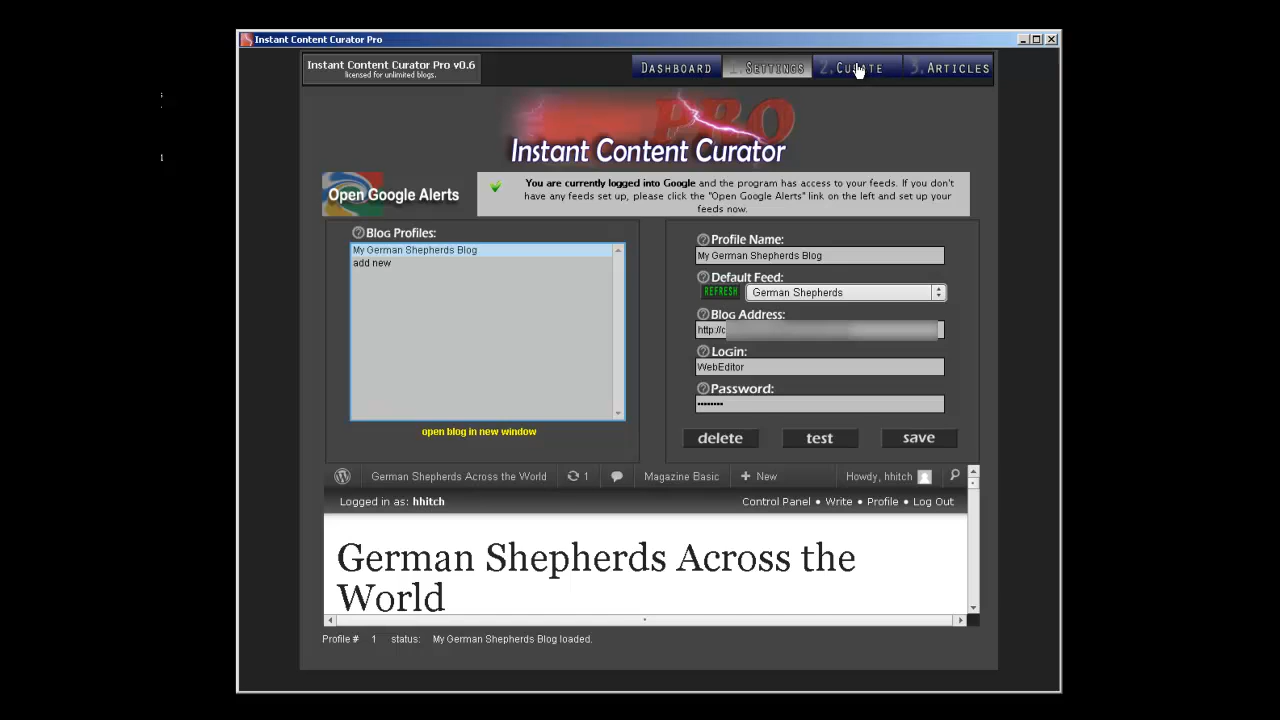 Instant Content Curator Pro
Instant Content Curator Pro v0.6
licensed for unlimited blogs.
DASHBOARD
1. SETTINGS
2. CURATE
3. ARTICLES
PRO
Instant Content Curator
Open Google Alerts
You are currently logged into Google and the program has access to your feeds. If you don't
have any feeds set up, please click the "Open Google Alerts" link on the left and set up your
feeds now.
Blog Profiles:
My German Shepherds Blog
add new
open blog in new window
Profile Name:
My German Shepherds Blog
Default Feed:
REFRESH
German Shepherds
Blog Address:
Login:
WebEditor
Password:
••••••••
delete
test
save
German Shepherds Across the World
1
Magazine Basic
+ New
Howdy, hhitch
Logged in as: hhitch
Control Panel • Write • Profile • Log Out
German Shepherds Across the
World
Profile # 1 status: My German Shepherds Blog loaded.